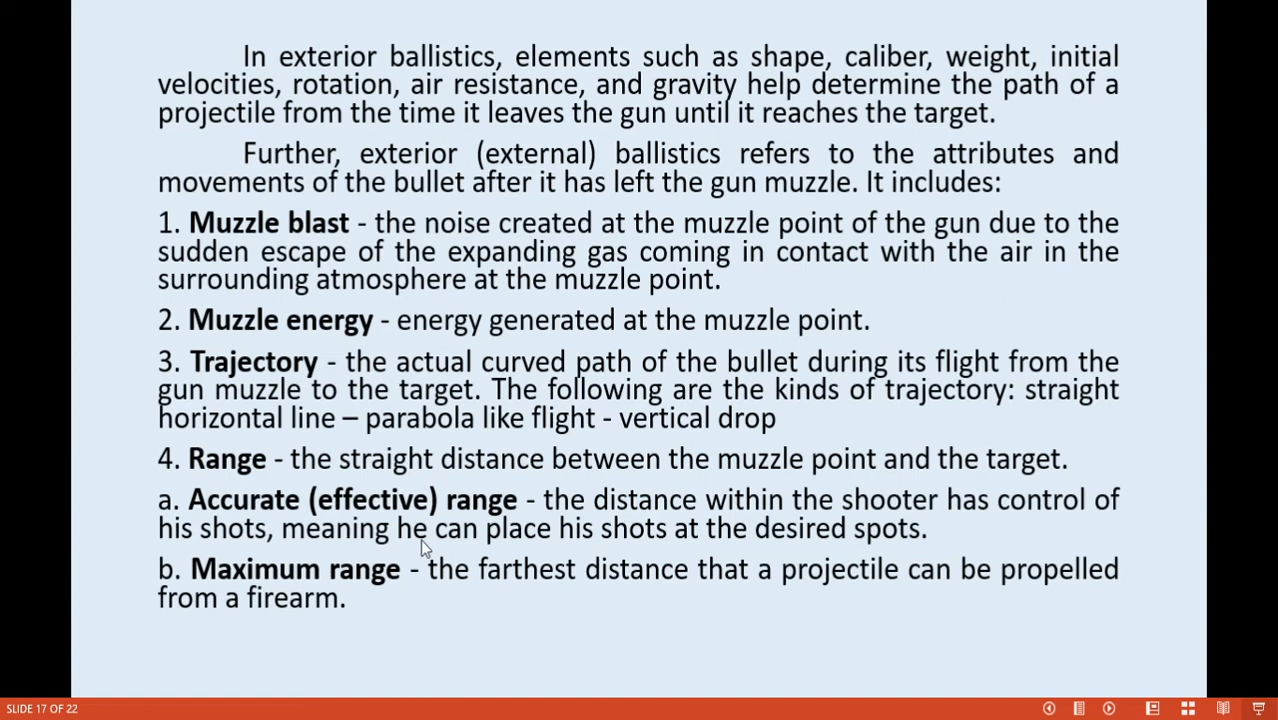 In exterior ballistics, elements such as shape, caliber, weight, initial
velocities, rotation, air resistance, and gravity help determine the path of a
projectile from the time it leaves the gun until it reaches the target.
Further, exterior (external) ballistics refers to the attributes and
movements of the bullet after it has left the gun muzzle. It includes:
1. Muzzle blast - the noise created at the muzzle point of the gun due to the
sudden escape of the expanding gas coming in contact with the air in the
surrounding atmosphere at the muzzle point.
2. Muzzle energy - energy generated at the muzzle point.
3. Trajectory - the actual curved path of the bullet during its flight from the
gun muzzle to the target. The following are the kinds of trajectory: straight
horizontal line – parabola like flight - vertical drop
4. Range - the straight distance between the muzzle point and the target.
a. Accurate (effective) range - the distance within the shooter has control of
his shots, meaning he can place his shots at the desired spots.
b. Maximum range - the farthest distance that a projectile can be propelled
from a firearm.
SLIDE 17 OF 22